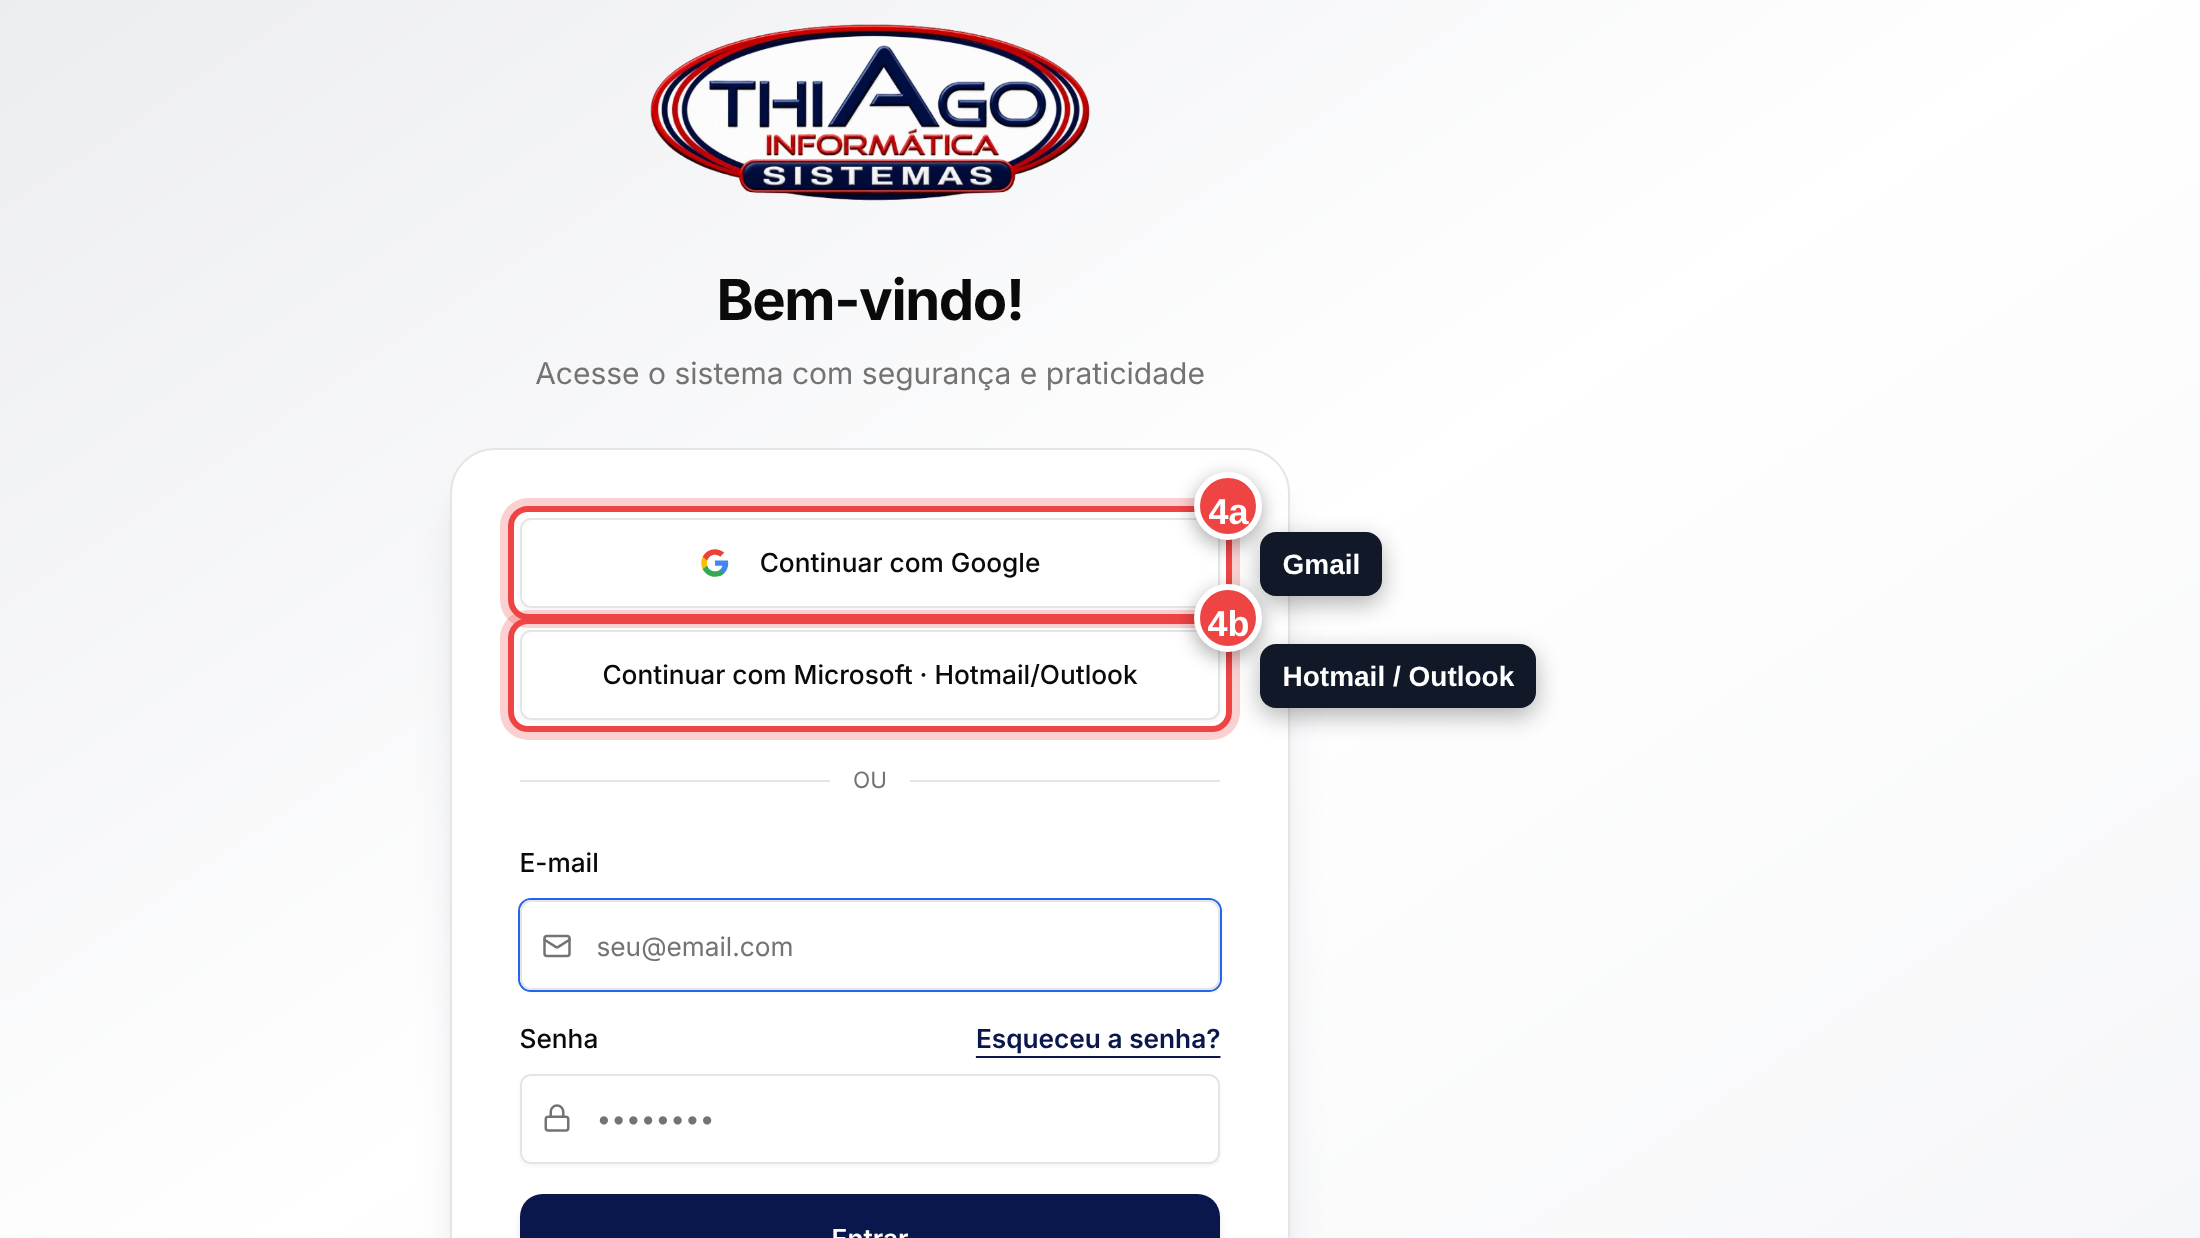 THIAGO
INFORMÁTICA
SISTEMAS
Bem-vindo!
Acesse o sistema com segurança e praticidade
4a
Continuar com Google
Gmail
4b
Continuar com Microsoft · Hotmail/Outlook
Hotmail / Outlook
OU
E-mail
seu@email.com
Senha
Esqueceu a senha?
Entrar